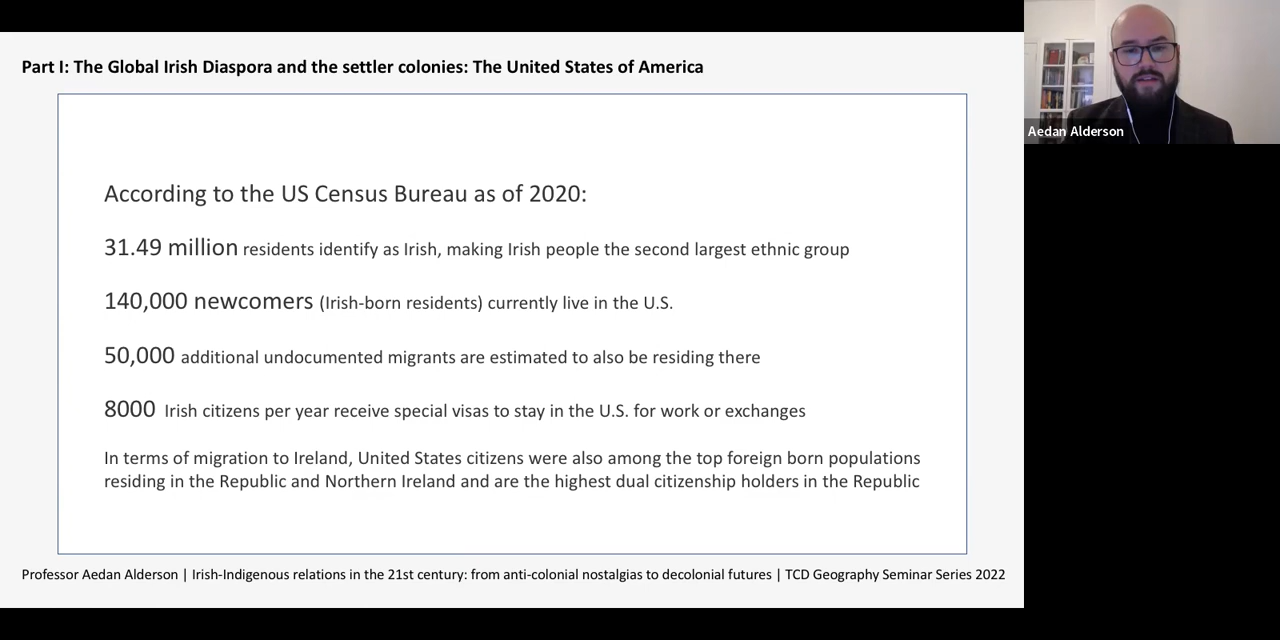 Part I: The Global Irish Diaspora and the settler colonies: The United States of America
According to the US Census Bureau as of 2020:
31.49 million residents identify as Irish, making Irish people the second largest ethnic group
140,000 newcomers (Irish-born residents) currently live in the U.S.
50,000 additional undocumented migrants are estimated to also be residing there
8000 Irish citizens per year receive special visas to stay in the U.S. for work or exchanges
In terms of migration to Ireland, United States citizens were also among the top foreign born populations
residing in the Republic and Northern Ireland and are the highest dual citizenship holders in the Republic
Professor Aedan Alderson | Irish-Indigenous relations in the 21st century: from anti-colonial nostalgias to decolonial futures | TCD Geography Seminar Series 2022
Aedan Alderson